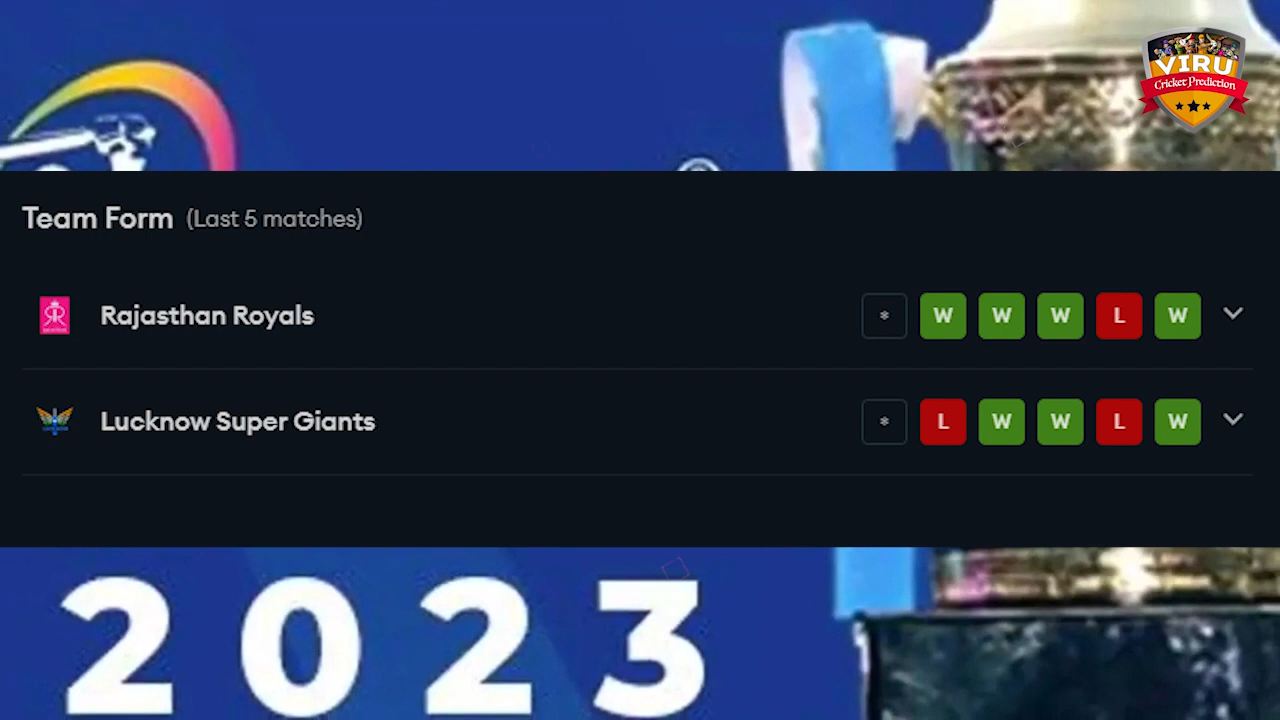 VIRU
Cricket Prediction
Team Form (Last 5 matches)
Rajasthan Royals * W W W L W
Lucknow Super Giants * L W W L W
2023